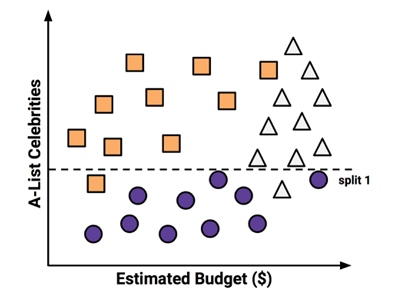 A-List Celebrities
split 1
Estimated Budget ($)